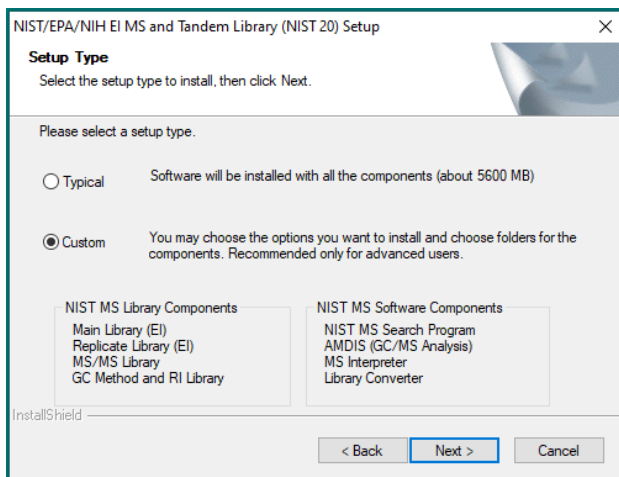 NIST/EPA/NIH EI MS and Tandem Library (NIST 20) Setup
Setup Type
Select the setup type to install, then click Next.
Please select a setup type.
Typical
Software will be installed with all the components (about 5600 MB)
Custom
You may choose the options you want to install and choose folders for the
components. Recommended only for advanced users.
NIST MS Library Components
Main Library (EI)
Replicate Library (EI)
MS/MS Library
GC Method and RI Library
NIST MS Software Components
NIST MS Search Program
AMDIS (GC/MS Analysis)
MS Interpreter
Library Converter
InstallShield
< Back
Next >
Cancel